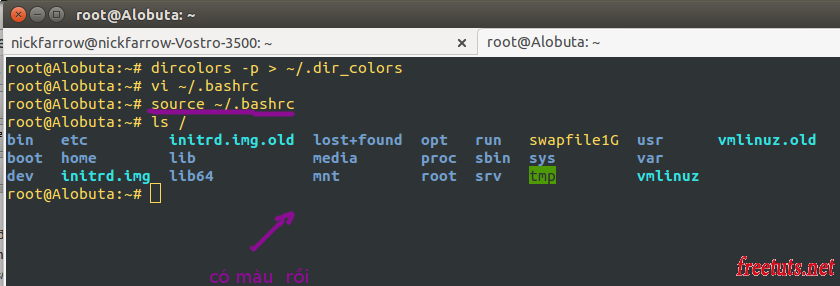 root@Alobuta: ~
nickfarrow@nickfarrow-Vostro-3500: ~ × root@Alobuta: ~
root@Alobuta:~# dircolors -p > ~/.dir_colors
root@Alobuta:~# vi ~/.bashrc
root@Alobuta:~# source ~/.bashrc
root@Alobuta:~# ls /
bin etc initrd.img.old lost+found opt run swapfile1G usr vmlinuz.old
boot home lib media proc sbin sys var
dev initrd.img lib64 mnt root srv tmp vmlinuz
root@Alobuta:~#
có màu rồi
freetuts.net